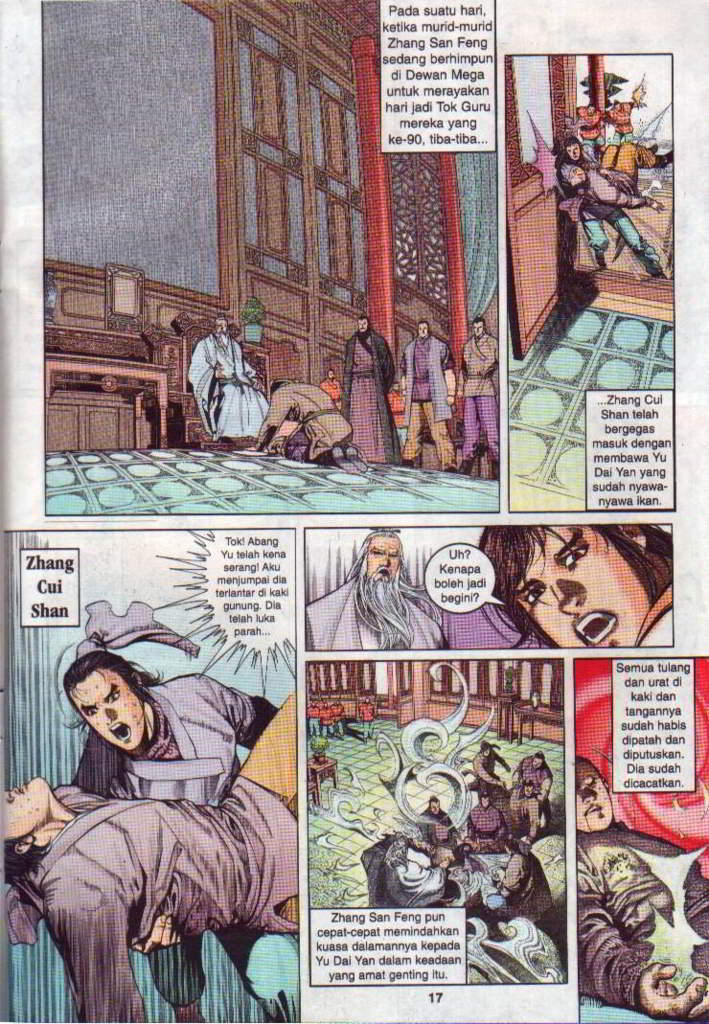 Pada suatu hari,
ketika murid-murid
Zhang San Feng
sedang berhimpun
di Dewan Mega
untuk merayakan
hari jadi Tok Guru
mereka yang
ke-90, tiba-tiba...
...Zhang Cui
Shan telah
bergegas
masuk dengan
membawa Yu
Dai Yan yang
sudah nyawa-
nyawa ikan.
Zhang
Cui
Shan
Tok! Abang
Yu telah kena
serang! Aku
menjumpai dia
terlantar di kaki
gunung. Dia
telah luka
parah...
Uh?
Kenapa
boleh jadi
begini?
Zhang San Feng pun
cepat-cepat memindahkan
kuasa dalamannya kepada
Yu Dai Yan dalam keadaan
yang amat genting itu.
Semua tulang
dan urat di
kaki dan
tangannya
sudah habis
dipatah dan
diputuskan.
Dia sudah
dicacatkan.
17